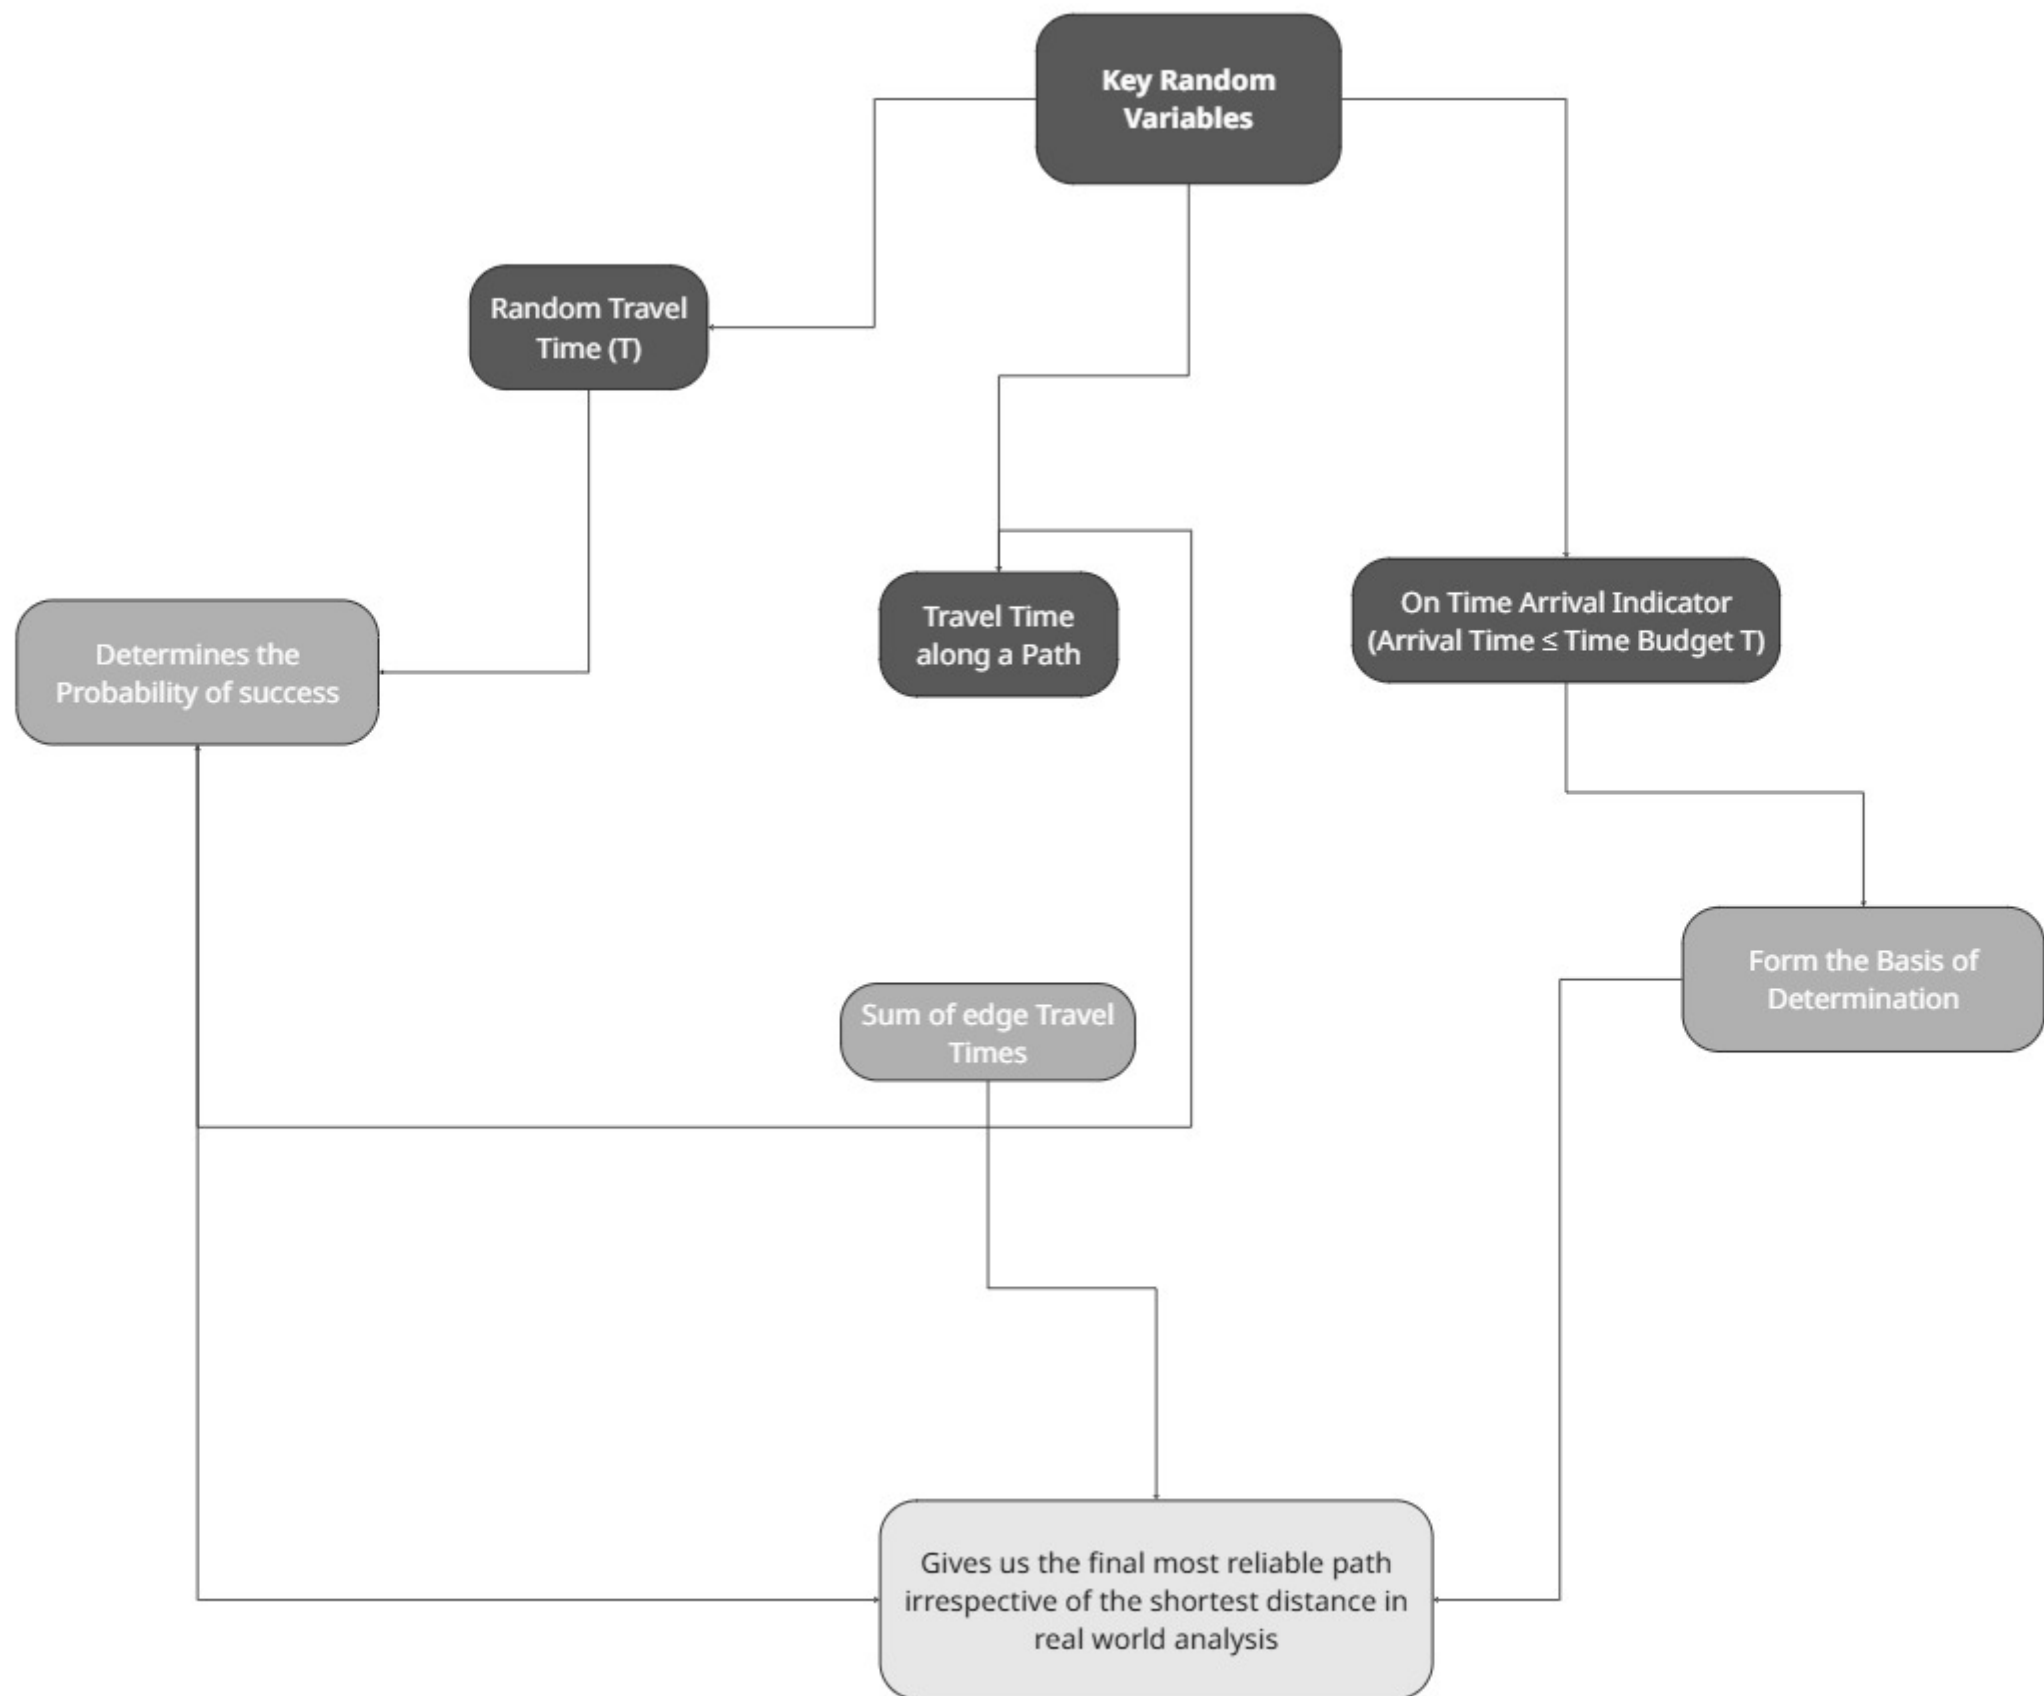 Key Random
Variables
Random Travel
Time (T)
Travel Time
along a Path
On Time Arrival Indicator
(Arrival Time ≤ Time Budget T)
Determines the
Probability of success
Form the Basis of
Determination
Sum of edge Travel
Times
Gives us the final most reliable path
irrespective of the shortest distance in
real world analysis